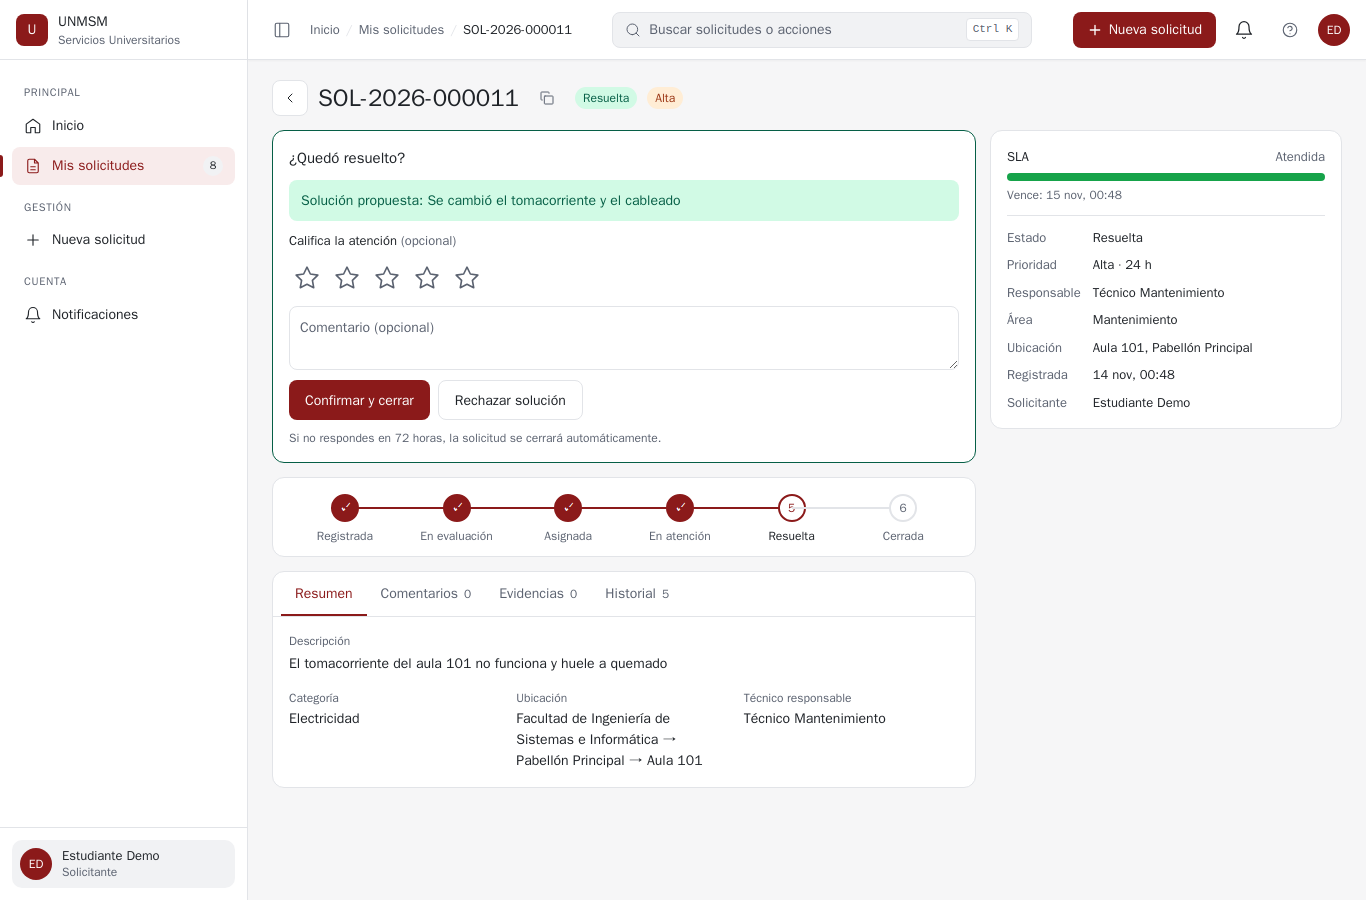 U
UNMSM
Servicios Universitarios
PRINCIPAL
Inicio
Mis solicitudes 8
GESTIÓN
Nueva solicitud
CUENTA
Notificaciones
ED
Estudiante Demo
Solicitante
Inicio / Mis solicitudes / SOL-2026-000011
Buscar solicitudes o acciones
Ctrl K
Nueva solicitud
ED
SOL-2026-000011
Resuelta
Alta
¿Quedó resuelto?
Solución propuesta: Se cambió el tomacorriente y el cableado
Califica la atención (opcional)
Comentario (opcional)
Confirmar y cerrar
Rechazar solución
Si no respondes en 72 horas, la solicitud se cerrará automáticamente.
✓ ✓ ✓ ✓ 5 6
Registrada En evaluación Asignada En atención Resuelta Cerrada
Resumen Comentarios 0 Evidencias 0 Historial 5
Descripción
El tomacorriente del aula 101 no funciona y huele a quemado
Categoría
Electricidad
Ubicación
Facultad de Ingeniería de
Sistemas e Informática →
Pabellón Principal → Aula 101
Técnico responsable
Técnico Mantenimiento
SLA Atendida
Vence: 15 nov, 00:48
Estado Resuelta
Prioridad Alta · 24 h
Responsable Técnico Mantenimiento
Área Mantenimiento
Ubicación Aula 101, Pabellón Principal
Registrada 14 nov, 00:48
Solicitante Estudiante Demo